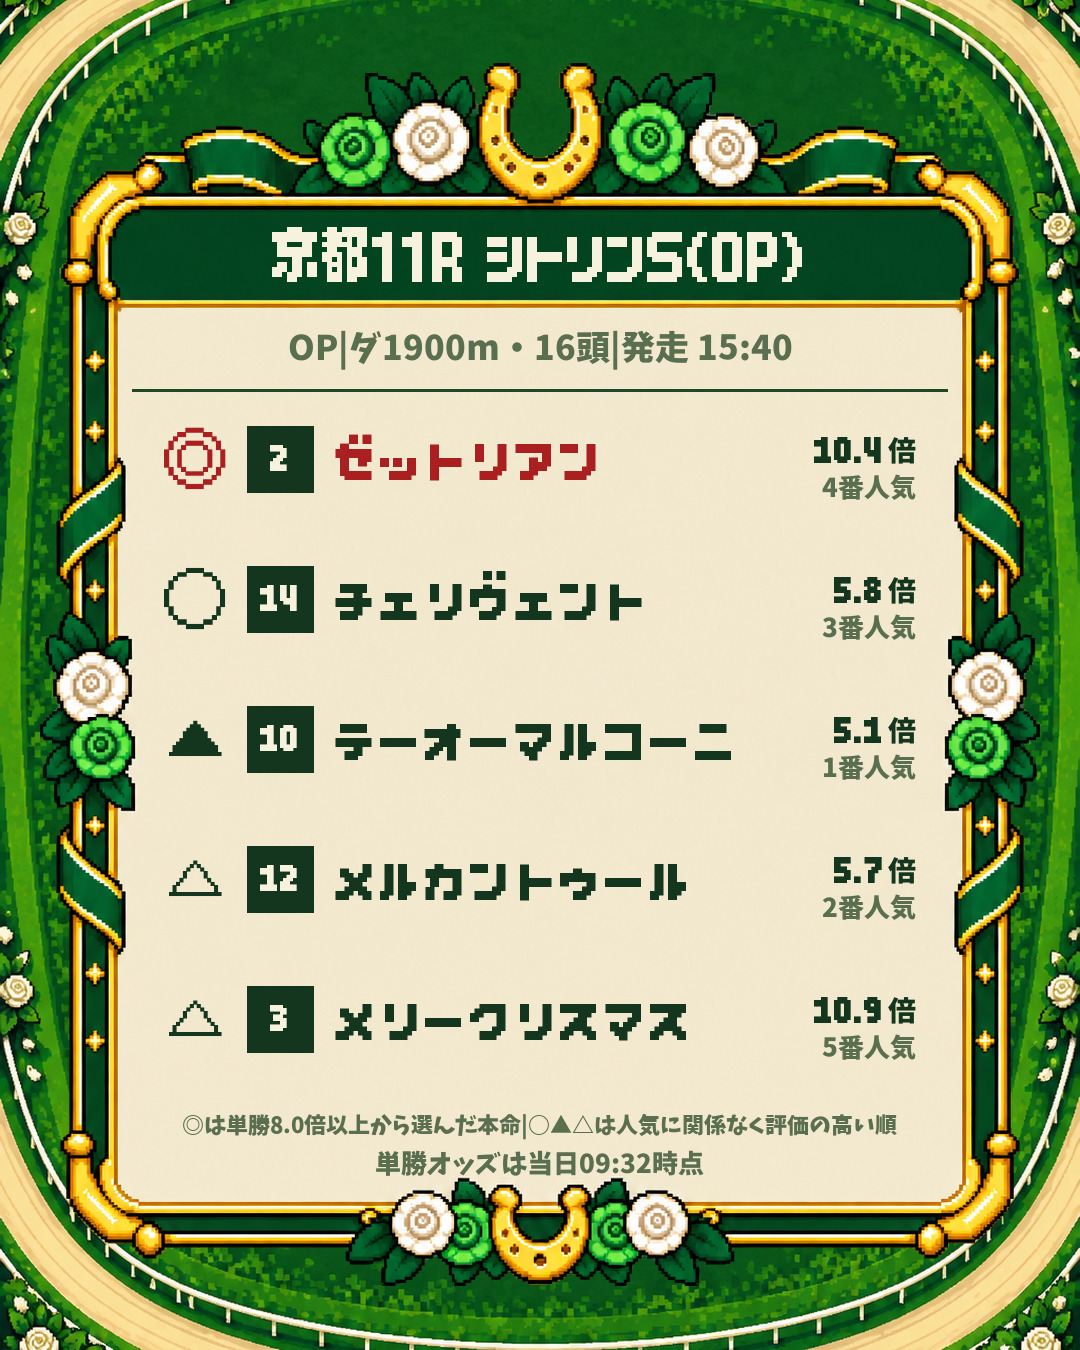 京都11R シトリンS(OP)
OP|ダ1900m・16頭|発走 15:40
◎ 2 ゼットリアン 10.4倍
4番人気
○ 14 チェリヴェント 5.8倍
3番人気
▲ 10 テーオーマルコーニ 5.1倍
1番人気
△ 12 メルカントゥール 5.7倍
2番人気
△ 3 メリークリスマス 10.9倍
5番人気
◎は単勝8.0倍以上から選んだ本命|○▲△は人気に関係なく評価の高い順
単勝オッズは当日09:32時点